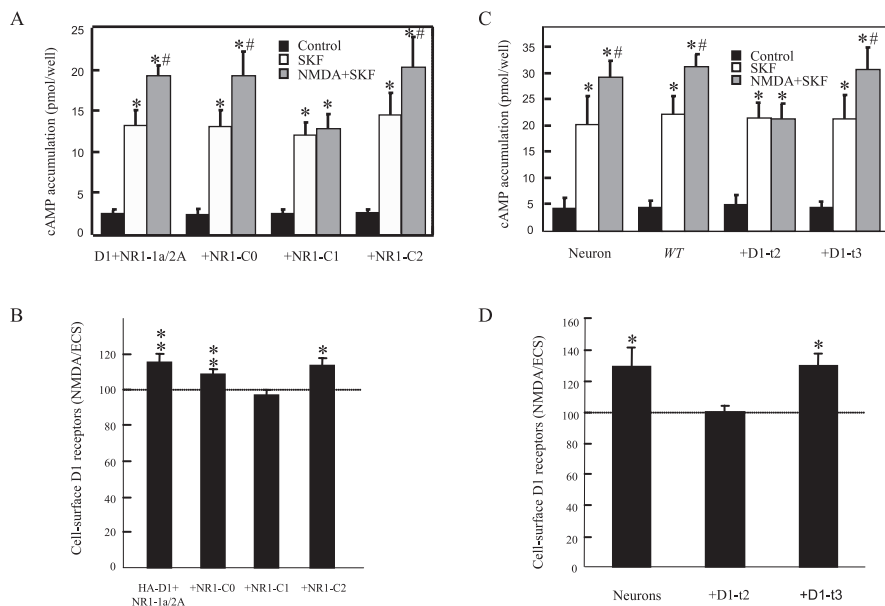 A
cAMP accumulation (pmol/well)
25
20
15
10
5
0
Control
SKF
NMDA+SKF
*
*#
*
*#
*
*
*
*#
D1+NR1-1a/2A
+NR1-C0
+NR1-C1
+NR1-C2
C
cAMP accumulation (pmol/well)
35
30
25
20
15
10
5
0
Control
SKF
NMDA+SKF
*
*#
*
*#
*
*
*
*#
Neuron
WT
+D1-t2
+D1-t3
B
Cell-surface D1 receptors (NMDA/ECS)
120
100
80
60
40
20
**
**
*
HA-D1+
NR1-1a/2A
+NR1-C0
+NR1-C1
+NR1-C2
D
Cell-surface D1 receptors (NMDA/ECS)
160
140
120
100
80
60
40
20
0
*
*
Neurons
+D1-t2
+D1-t3